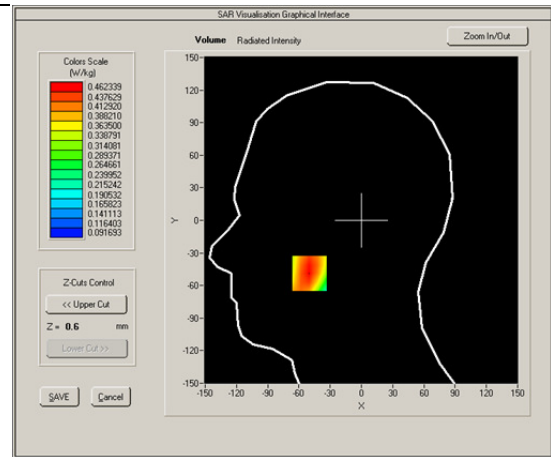 SAR Visualisation Graphical Interface
Volume Radiated Intensity
Zoom In/Out
Colors Scale
(W/kg)
0.462339
0.437629
0.412920
0.388210
0.363500
0.338791
0.314081
0.289371
0.264661
0.239952
0.215242
0.190532
0.165823
0.141113
0.116403
0.091693
Z-Cuts Control
<< Upper Cut
Z = 0.6 mm
Lower Cut >>
SAVE Cancel
150-
120-
90-
60-
30-
0-
-30-
-60-
-90-
-120-
-150-
Y
-150 -120 -90 -60 -30 0 30 60 90 120 150
X